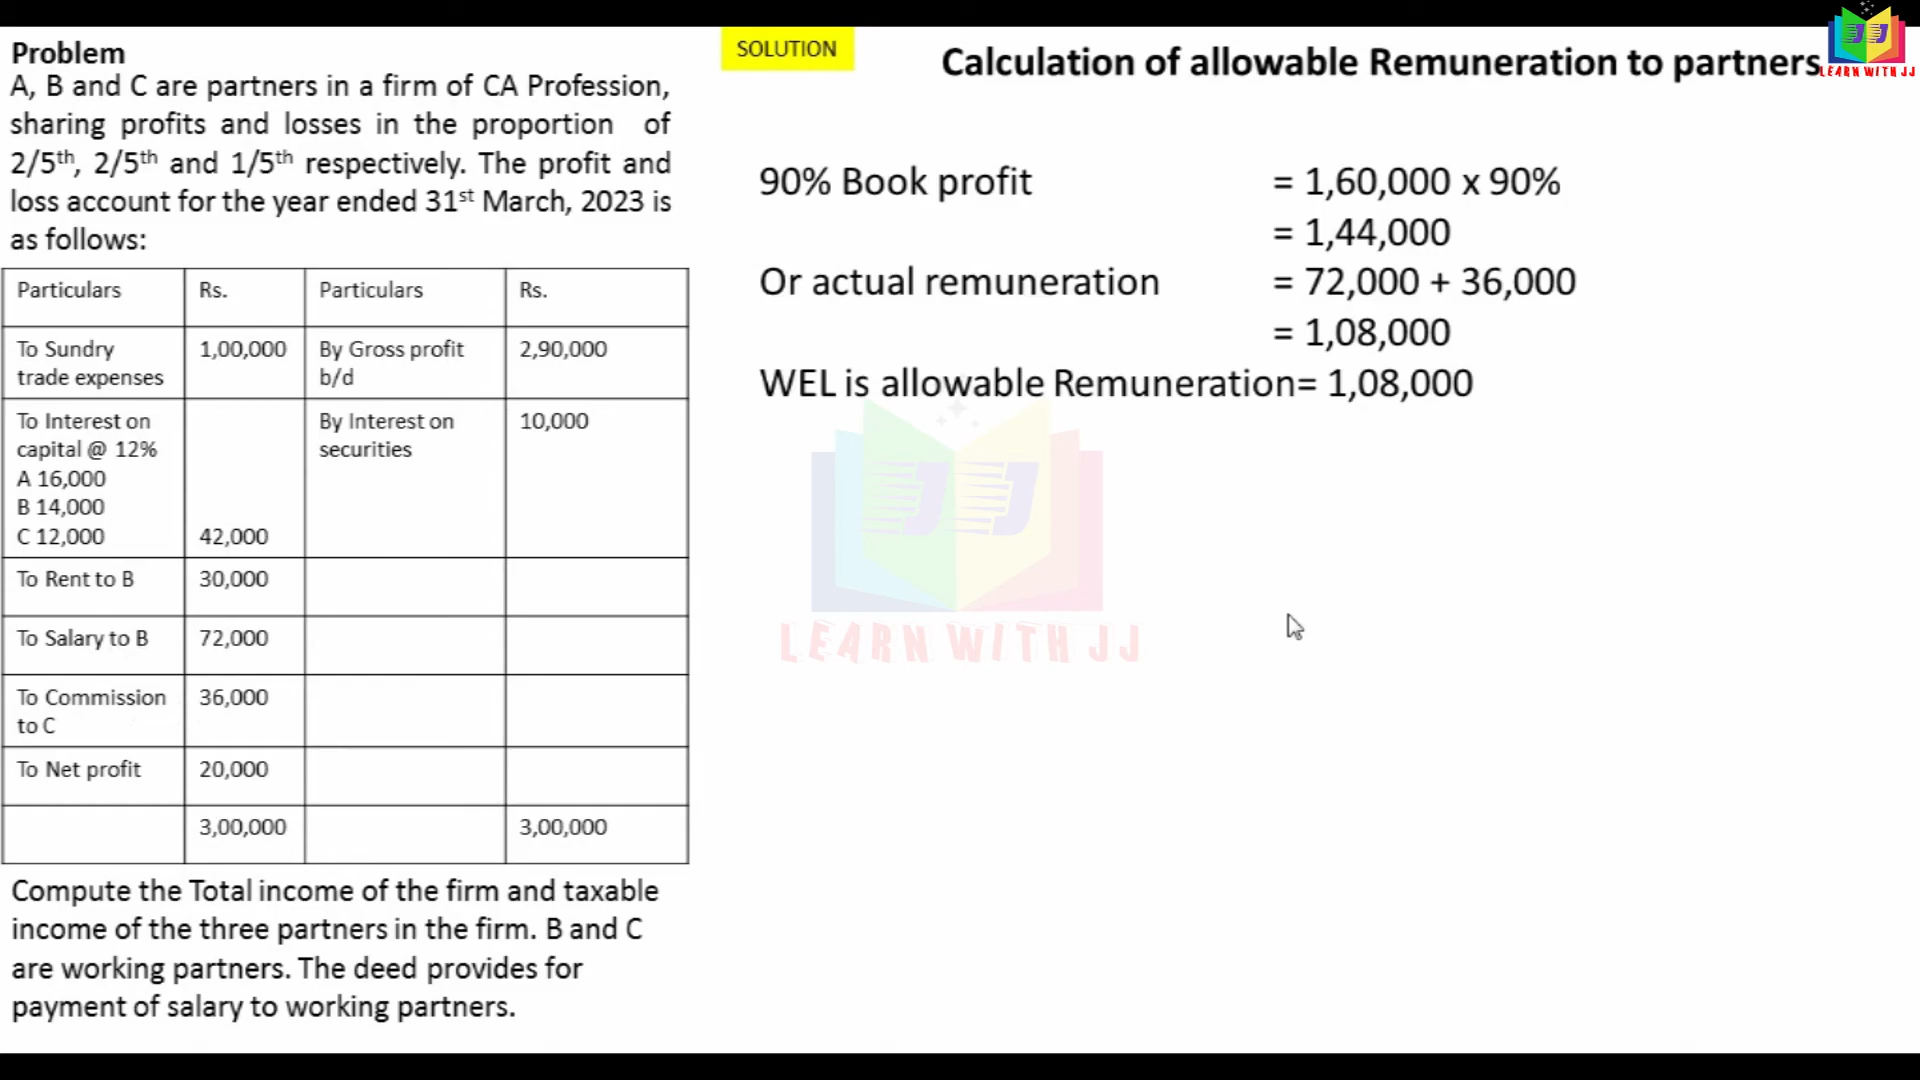 Problem
A, B and C are partners in a firm of CA Profession,
sharing profits and losses in the proportion of
2/5th, 2/5th and 1/5th respectively. The profit and
loss account for the year ended 31st March, 2023 is
as follows:
Particulars Rs. Particulars Rs.
To Sundry trade expenses 1,00,000 By Gross profit b/d 2,90,000
To Interest on capital @ 12%
A 16,000
B 14,000
C 12,000 42,000 By Interest on securities 10,000
To Rent to B 30,000
To Salary to B 72,000
To Commission to C 36,000
To Net profit 20,000
3,00,000 3,00,000
Compute the Total income of the firm and taxable
income of the three partners in the firm. B and C
are working partners. The deed provides for
payment of salary to working partners.
SOLUTION
Calculation of allowable Remuneration to partners
90% Book profit = 1,60,000 x 90%
= 1,44,000
Or actual remuneration = 72,000 + 36,000
= 1,08,000
WEL is allowable Remuneration= 1,08,000
JJ
LEARN WITH JJ
JJ
LEARN WITH JJ